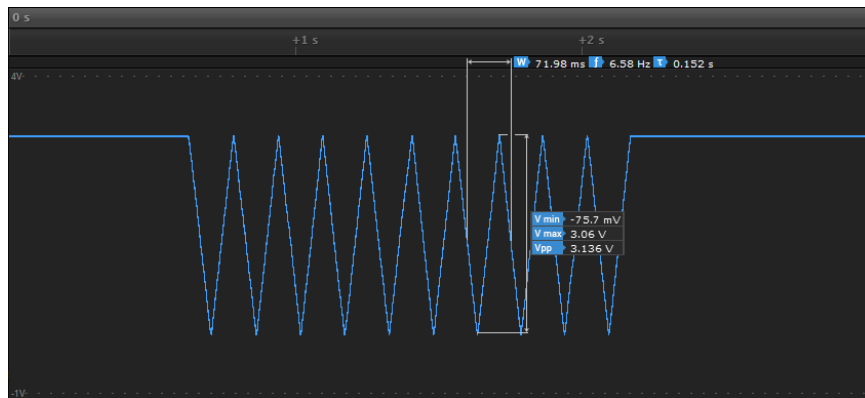 0 s
+1 s +2 s
W 71.98 ms f 6.58 Hz τ 0.152 s
4V
V min -75.7 mV
V max 3.06 V
Vpp 3.136 V
-1V